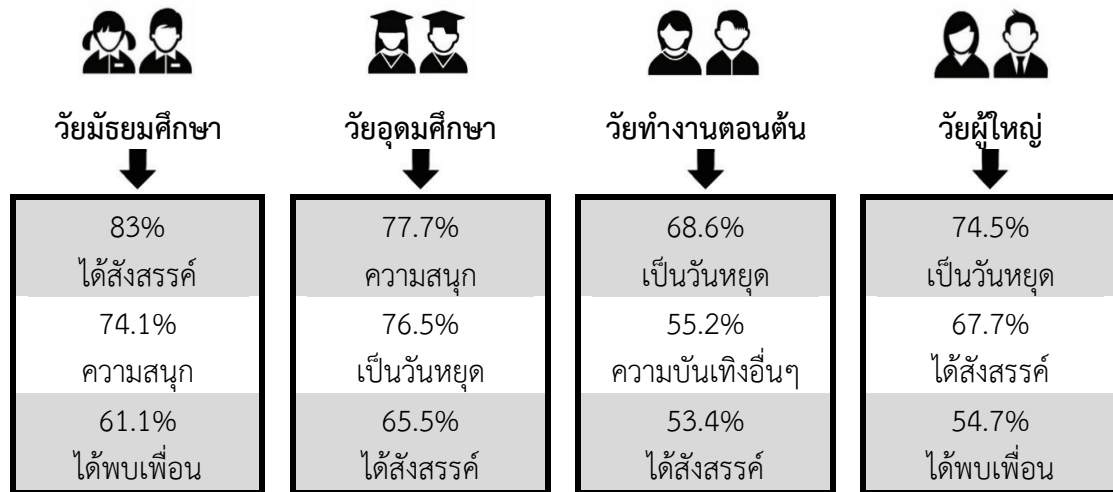 วัยมัธยมศึกษา
83%
ได้สังสรรค์
74.1%
ความสนุก
61.1%
ได้พบเพื่อน
วัยอุดมศึกษา
77.7%
ความสนุก
76.5%
เป็นวันหยุด
65.5%
ได้สังสรรค์
วัยทำงานตอนต้น
68.6%
เป็นวันหยุด
55.2%
ความบันเทิงอื่นๆ
53.4%
ได้สังสรรค์
วัยผู้ใหญ่
74.5%
เป็นวันหยุด
67.7%
ได้สังสรรค์
54.7%
ได้พบเพื่อน